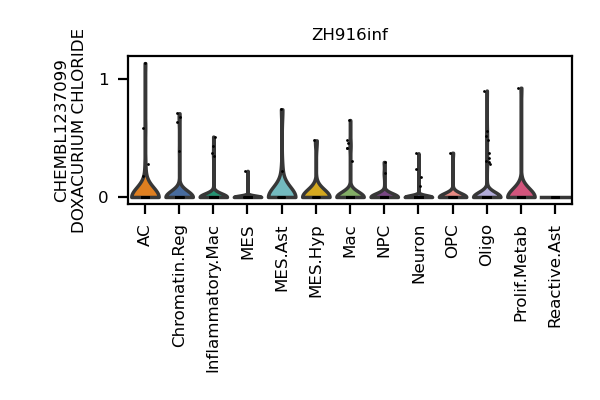 ZH916inf
CHEMBL1237099
DOXACURIUM CHLORIDE
1
0
AC
Chromatin.Reg
Inflammatory.Mac
MES
MES.Ast
MES.Hyp
Mac
NPC
Neuron
OPC
Oligo
Prolif.Metab
Reactive.Ast